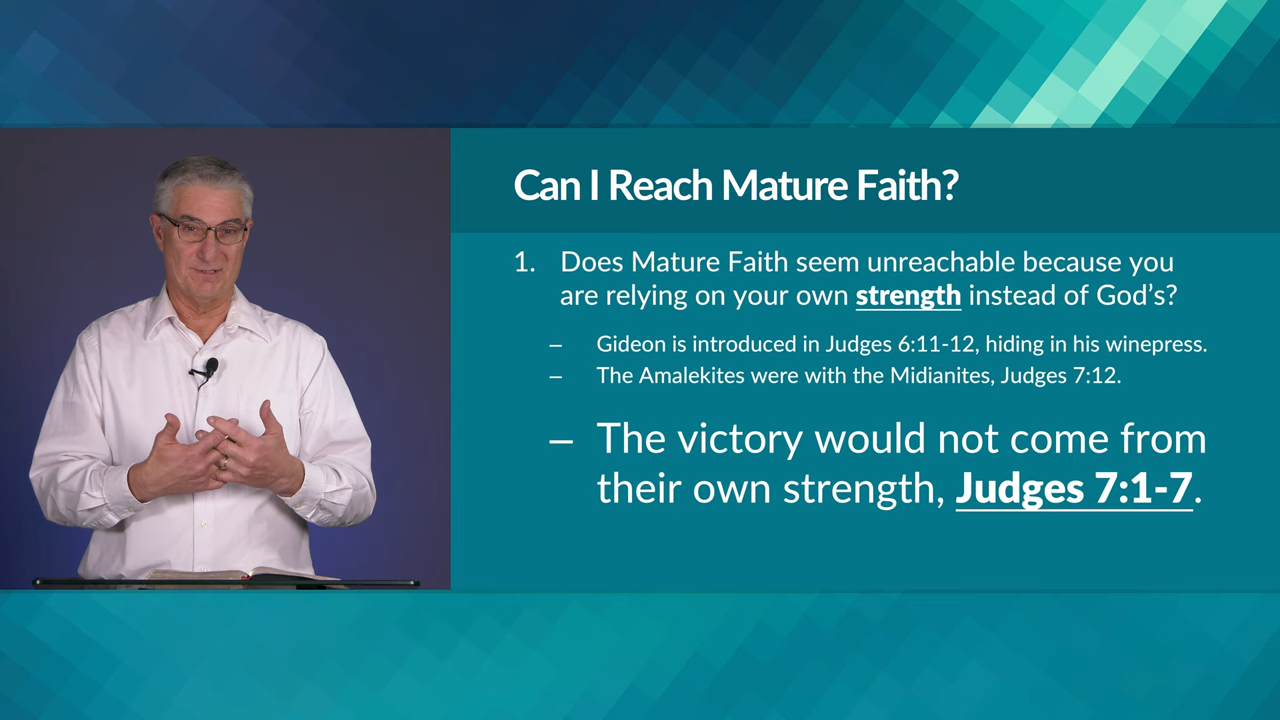 Can I Reach Mature Faith?
1. Does Mature Faith seem unreachable because you
are relying on your own strength instead of God's?
– Gideon is introduced in Judges 6:11-12, hiding in his winepress.
– The Amalekites were with the Midianites, Judges 7:12.
– The victory would not come from
their own strength, Judges 7:1-7.